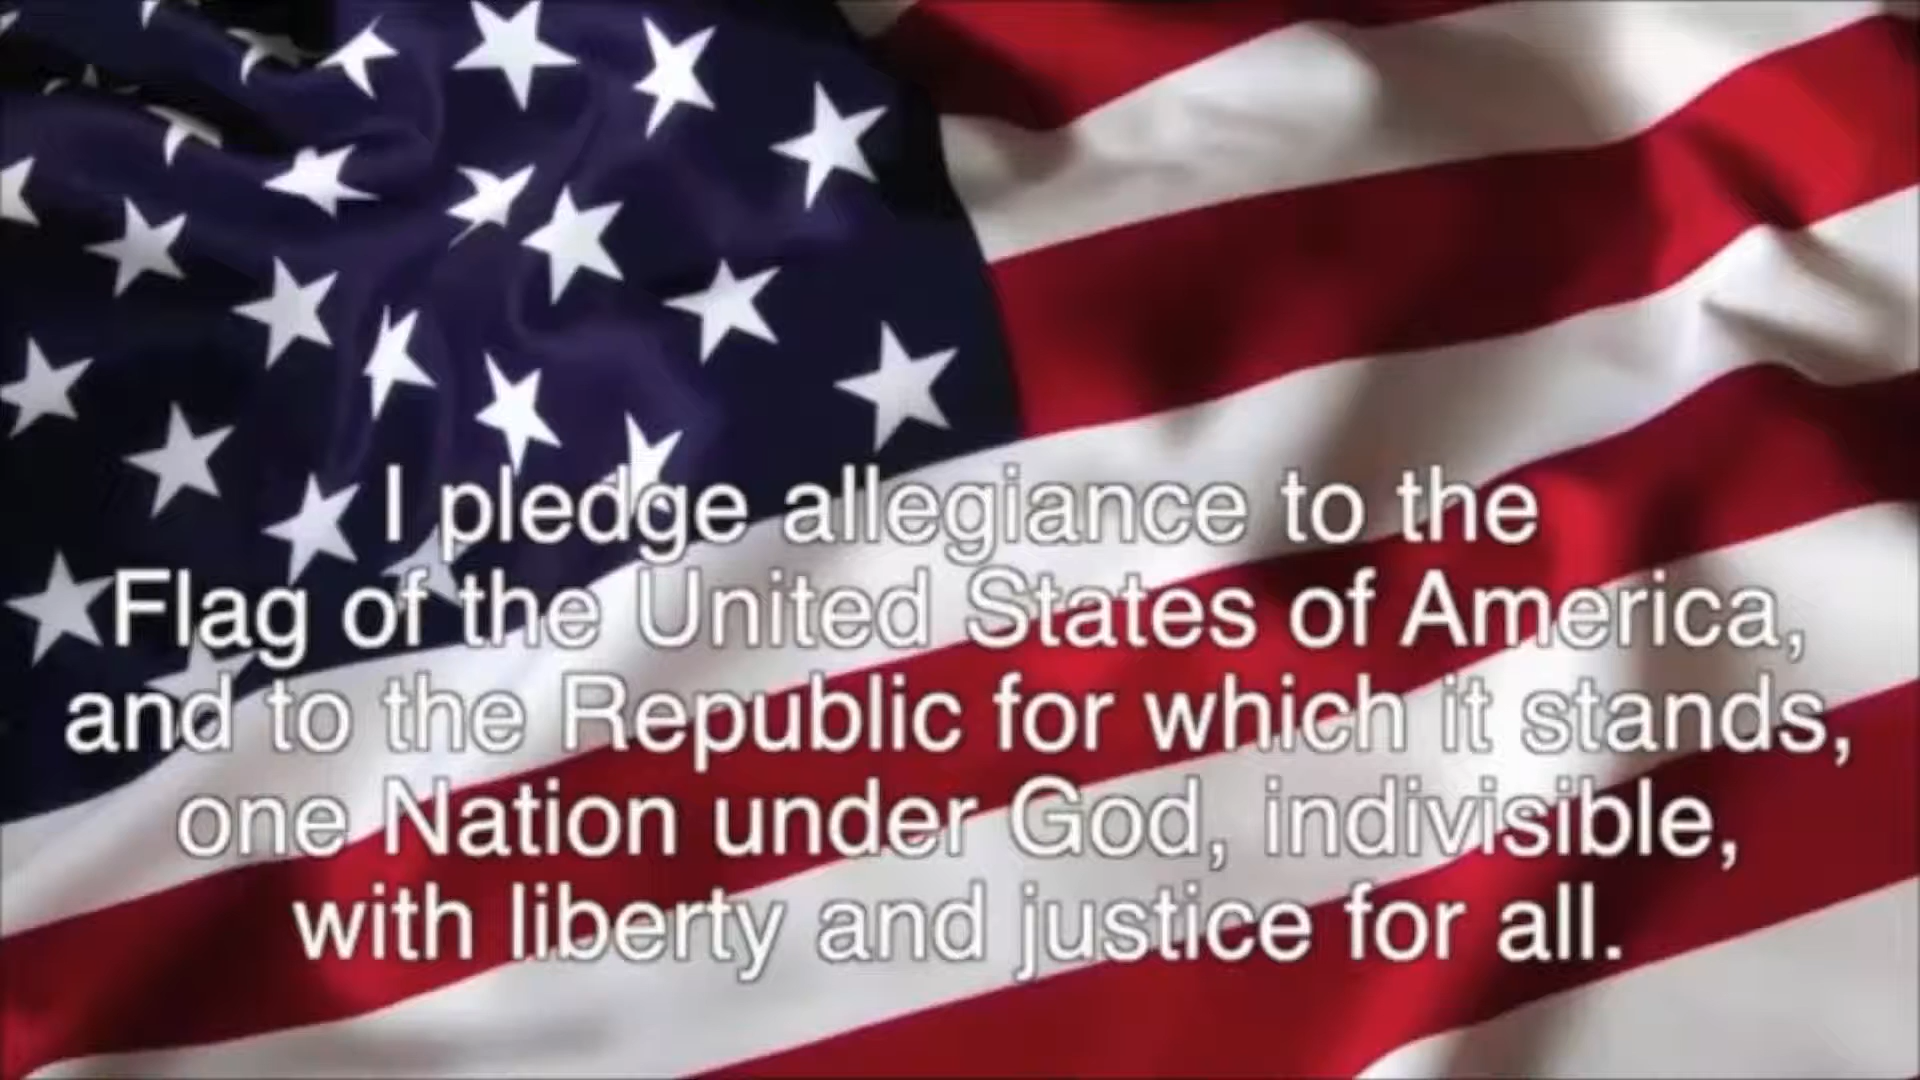 I pledge allegiance to the
Flag of the United States of America,
and to the Republic for which it stands,
one Nation under God, indivisible,
with liberty and justice for all.